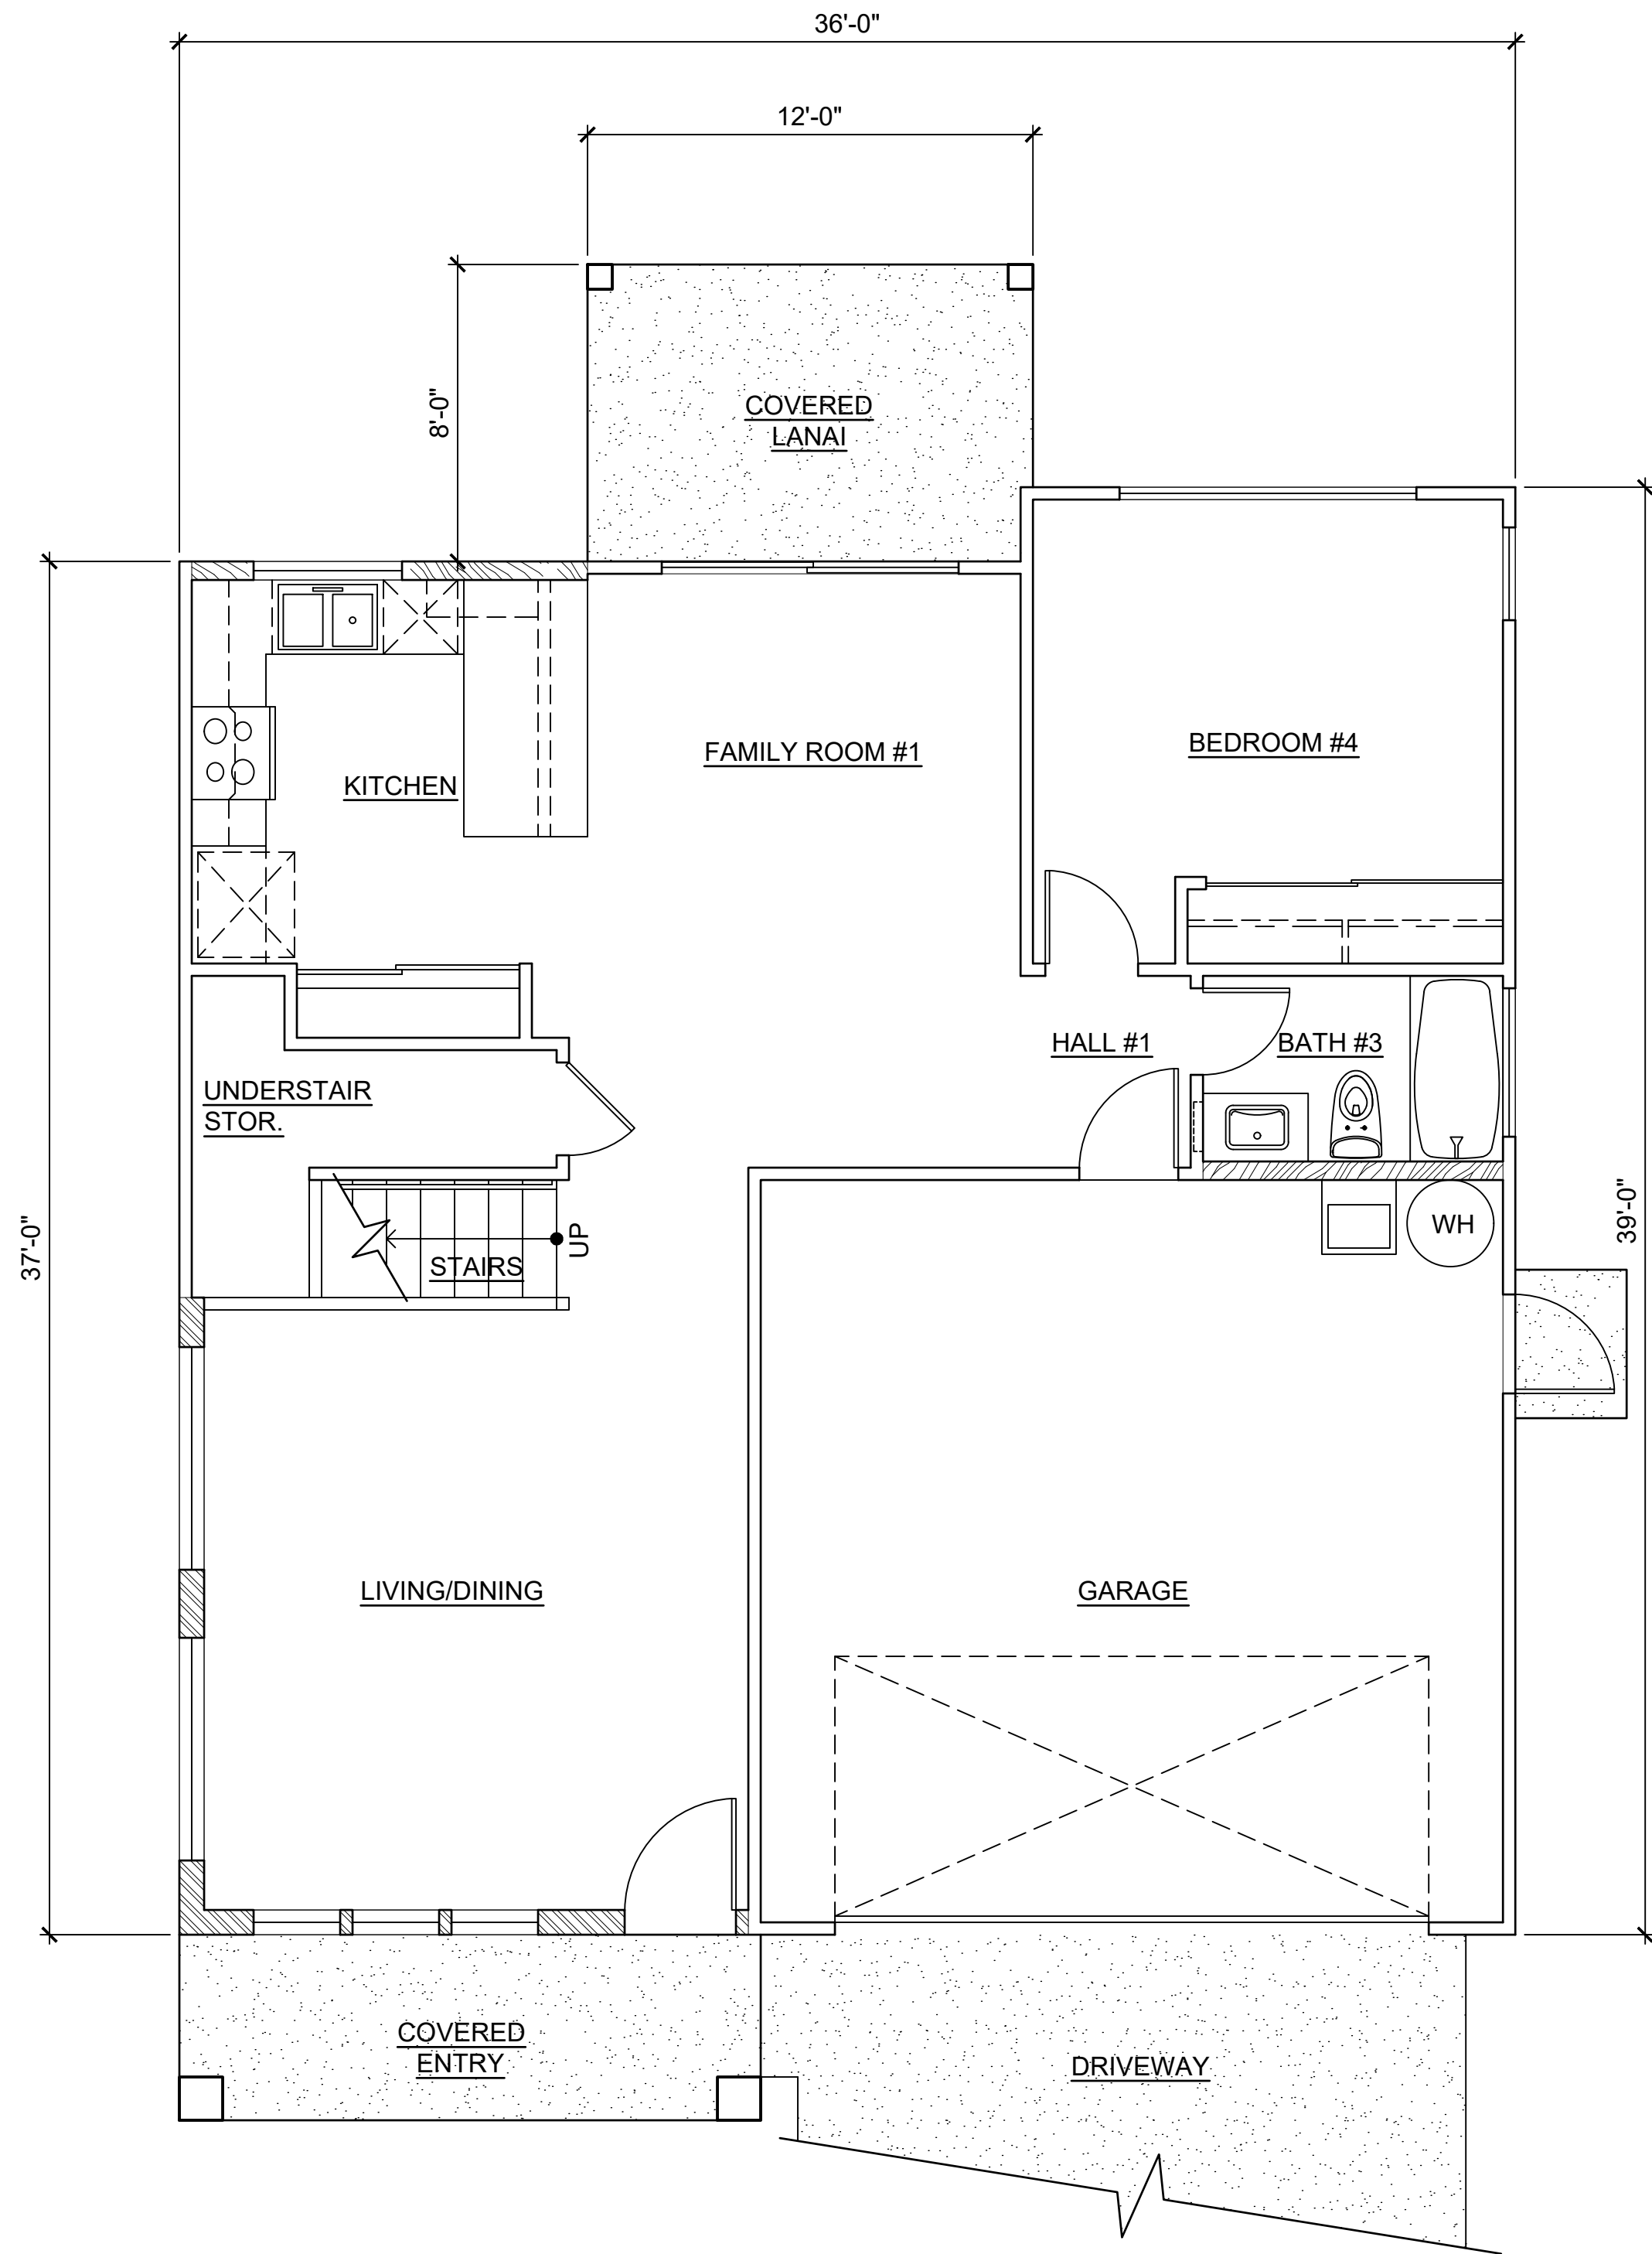 36'-0"
12'-0"
8'-0"
COVERED
LANAI
FAMILY ROOM #1
BEDROOM #4
KITCHEN
HALL #1
BATH #3
UNDERSTAIR
STOR.
37'-0"
39'-0"
WH
UP
STAIRS
LIVING/DINING
GARAGE
COVERED
ENTRY
DRIVEWAY